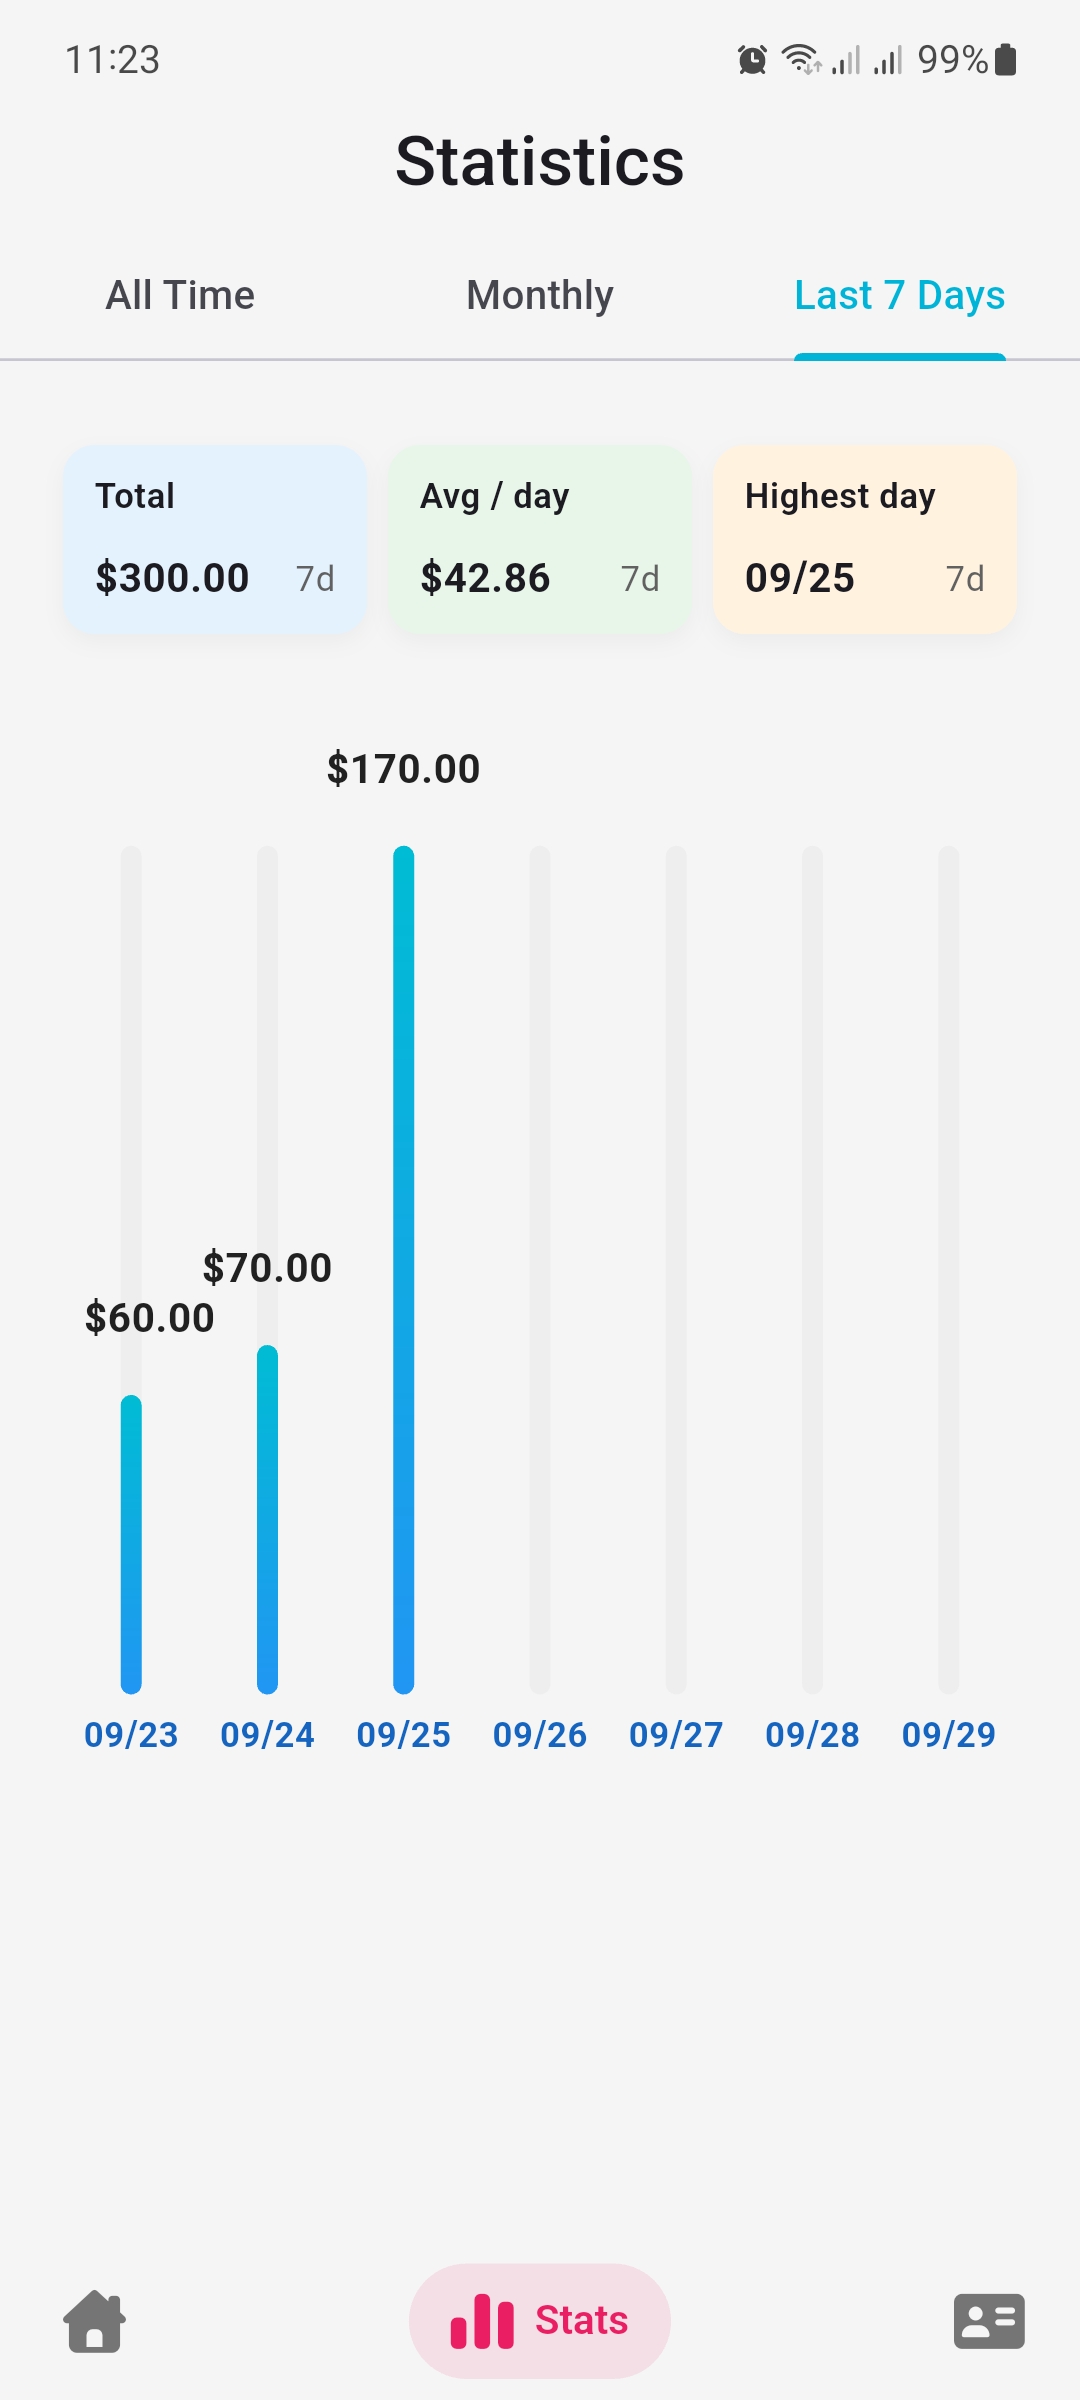 11:23 99%
Statistics
All Time Monthly Last 7 Days
Total Avg / day Highest day
$300.00 7d $42.86 7d 09/25 7d
$170.00
$70.00
$60.00
09/23 09/24 09/25 09/26 09/27 09/28 09/29
Stats